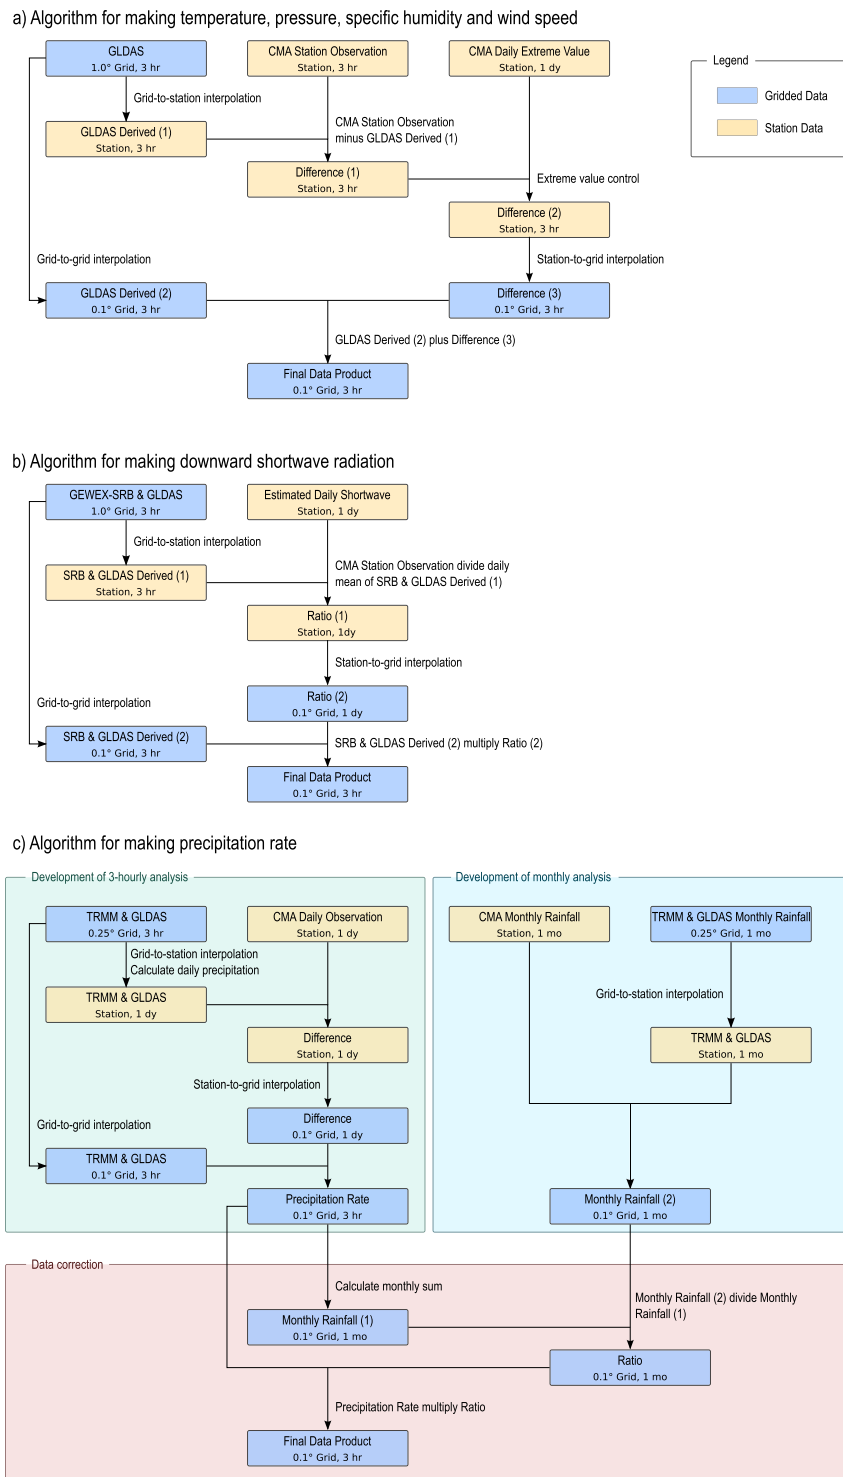 a) Algorithm for making temperature, pressure, specific humidity and wind speed
GLDAS
1.0° Grid, 3 hr
CMA Station Observation
Station, 3 hr
CMA Daily Extreme Value
Station, 1 dy
Legend
Gridded Data
Station Data
Grid-to-station interpolation
GLDAS Derived (1)
Station, 3 hr
CMA Station Observation
minus GLDAS Derived (1)
Difference (1)
Station, 3 hr
Extreme value control
Difference (2)
Station, 3 hr
Grid-to-grid interpolation
Station-to-grid interpolation
GLDAS Derived (2)
0.1° Grid, 3 hr
Difference (3)
0.1° Grid, 3 hr
GLDAS Derived (2) plus Difference (3)
Final Data Product
0.1° Grid, 3 hr
b) Algorithm for making downward shortwave radiation
GEWEX-SRB & GLDAS
1.0° Grid, 3 hr
Estimated Daily Shortwave
Station, 1 dy
Grid-to-station interpolation
SRB & GLDAS Derived (1)
Station, 3 hr
CMA Station Observation divide daily
mean of SRB & GLDAS Derived (1)
Ratio (1)
Station, 1dy
Station-to-grid interpolation
Ratio (2)
0.1° Grid, 1 dy
Grid-to-grid interpolation
SRB & GLDAS Derived (2)
0.1° Grid, 3 hr
SRB & GLDAS Derived (2) multiply Ratio (2)
Final Data Product
0.1° Grid, 3 hr
c) Algorithm for making precipitation rate
Development of 3-hourly analysis
TRMM & GLDAS
0.25° Grid, 3 hr
CMA Daily Observation
Station, 1 dy
Grid-to-station interpolation
Calculate daily precipitation
TRMM & GLDAS
Station, 1 dy
Difference
Station, 1 dy
Station-to-grid interpolation
Difference
0.1° Grid, 1 dy
Grid-to-grid interpolation
TRMM & GLDAS
0.1° Grid, 3 hr
Precipitation Rate
0.1° Grid, 3 hr
Development of monthly analysis
CMA Monthly Rainfall
Station, 1 mo
TRMM & GLDAS Monthly Rainfall
0.25° Grid, 1 mo
Grid-to-station interpolation
TRMM & GLDAS
Station, 1 mo
Monthly Rainfall (2)
0.1° Grid, 1 mo
Data correction
Calculate monthly sum
Monthly Rainfall (1)
0.1° Grid, 1 mo
Monthly Rainfall (2) divide Monthly
Rainfall (1)
Ratio
0.1° Grid, 1 mo
Precipitation Rate multiply Ratio
Final Data Product
0.1° Grid, 3 hr